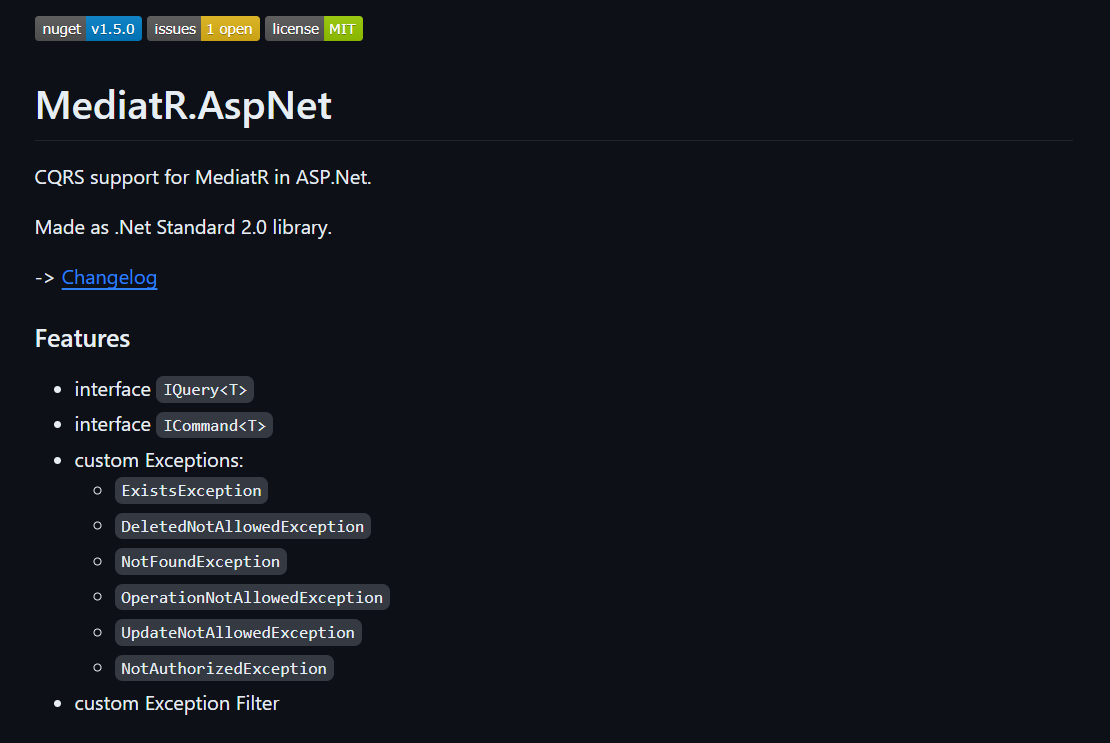 nuget v1.5.0 issues 1 open license MIT
MediatR.AspNet
CQRS support for MediatR in ASP.Net.
Made as .Net Standard 2.0 library.
-> Changelog
Features
interface IQuery<T>
interface ICommand<T>
custom Exceptions:
ExistsException
DeletedNotAllowedException
NotFoundException
OperationNotAllowedException
UpdateNotAllowedException
NotAuthorizedException
custom Exception Filter